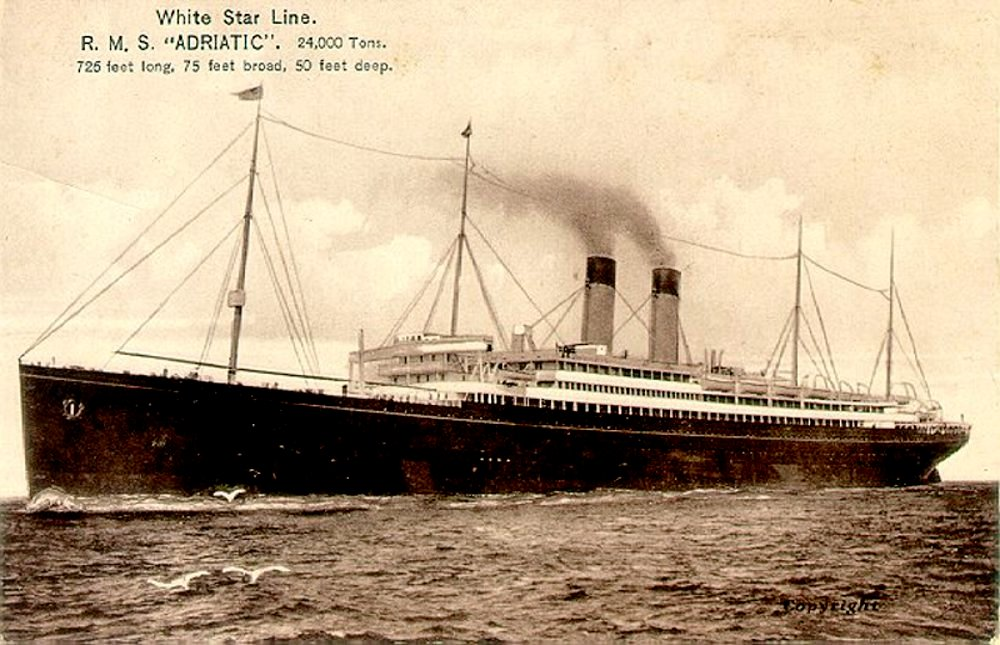 White Star Line.
R. M. S. "ADRIATIC". 24,000 Tons.
725 feet long, 75 feet broad, 50 feet deep.
Copyright